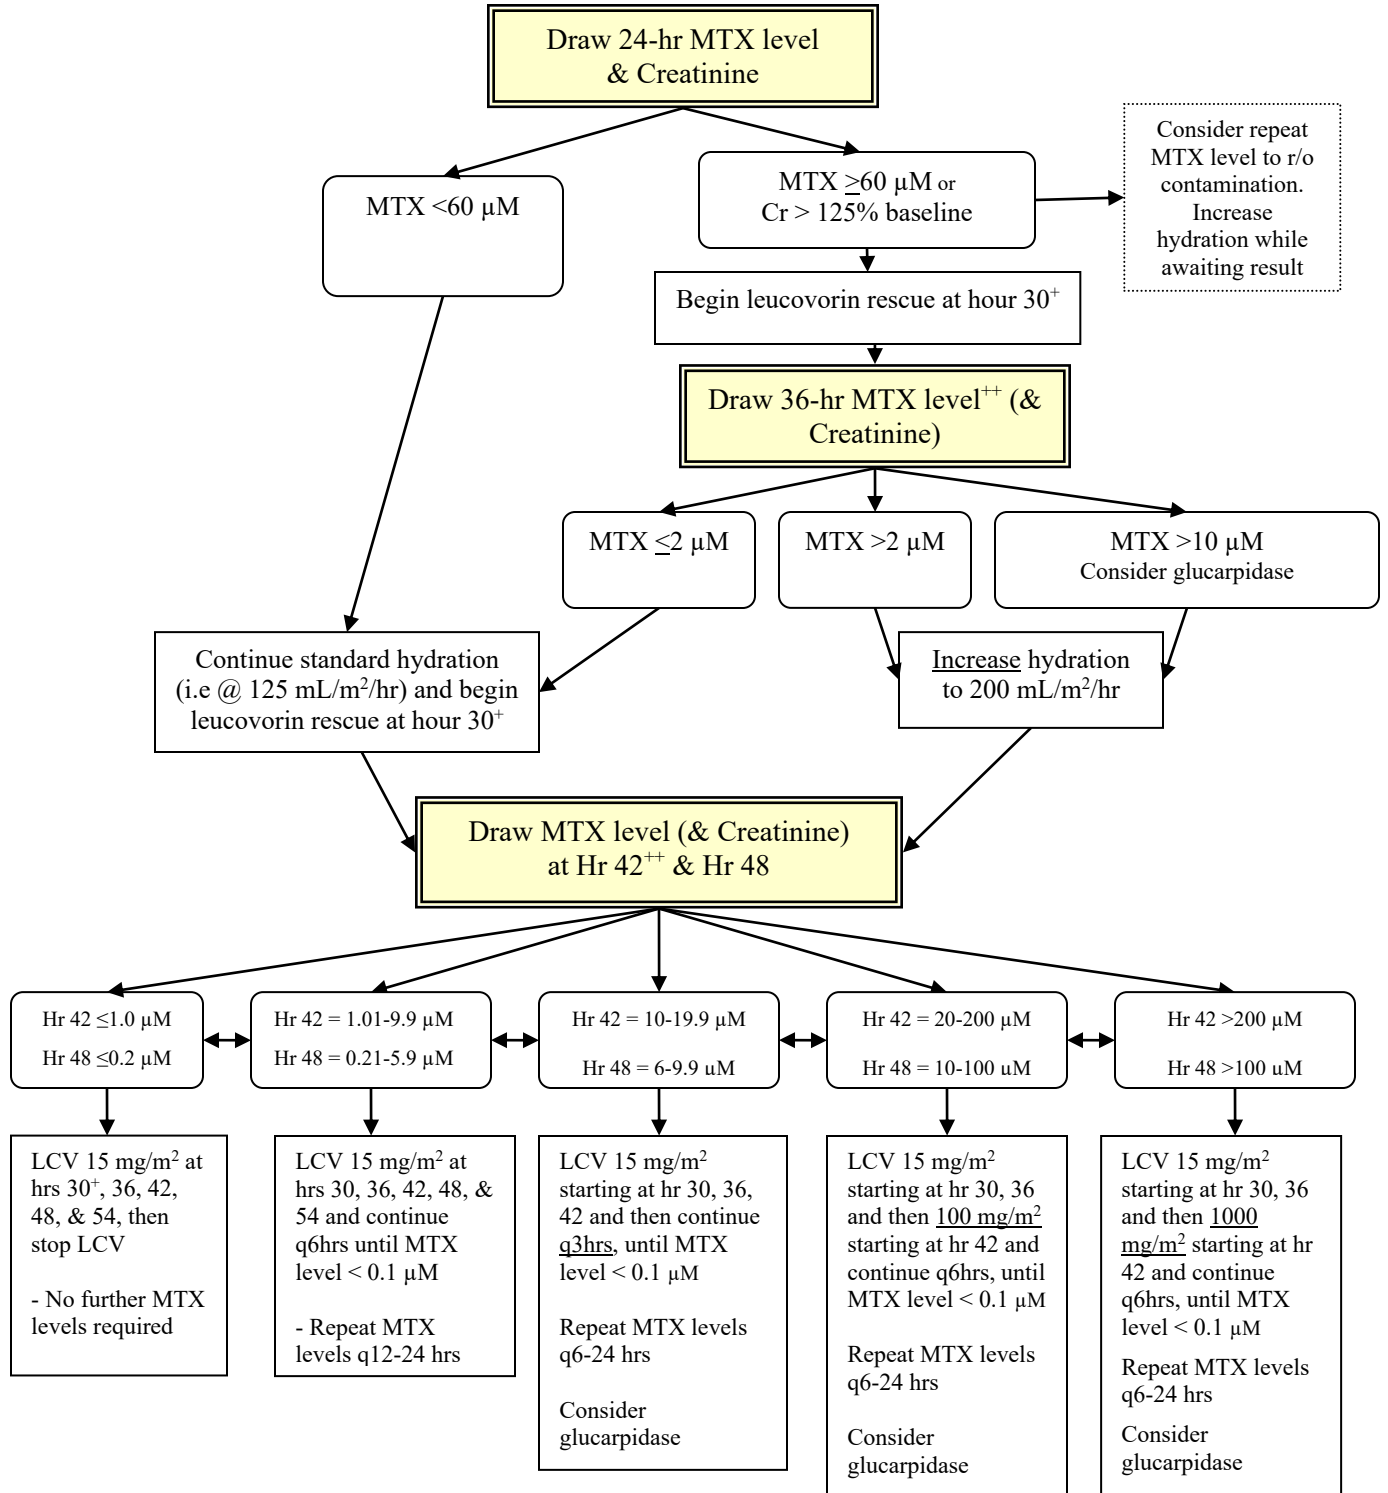 Draw 24-hr MTX level
& Creatinine
MTX <60 µM
MTX ≥60 µM or
Cr > 125% baseline
Consider repeat
MTX level to r/o
contamination.
Increase
hydration while
awaiting result
Begin leucovorin rescue at hour 30⁺
Draw 36-hr MTX level⁺⁺ (&
Creatinine)
MTX ≤2 µM
MTX >2 µM
MTX >10 µM
Consider glucarpidase
Continue standard hydration
(i.e @ 125 mL/m²/hr) and begin
leucovorin rescue at hour 30⁺
Increase hydration
to 200 mL/m²/hr
Draw MTX level (& Creatinine)
at Hr 42⁺⁺ & Hr 48
Hr 42 ≤1.0 µM
Hr 48 ≤0.2 µM
Hr 42 = 1.01-9.9 µM
Hr 48 = 0.21-5.9 µM
Hr 42 = 10-19.9 µM
Hr 48 = 6-9.9 µM
Hr 42 = 20-200 µM
Hr 48 = 10-100 µM
Hr 42 >200 µM
Hr 48 >100 µM
LCV 15 mg/m² at
hrs 30⁺, 36, 42,
48, & 54, then
stop LCV
- No further MTX
levels required
LCV 15 mg/m² at
hrs 30, 36, 42, 48, &
54 and continue
q6hrs until MTX
level < 0.1 µM
- Repeat MTX
levels q12-24 hrs
LCV 15 mg/m²
starting at hr 30, 36,
42 and then continue
q3hrs, until MTX
level < 0.1 µM
Repeat MTX levels
q6-24 hrs
Consider
glucarpidase
LCV 15 mg/m²
starting at hr 30, 36
and then 100 mg/m²
starting at hr 42 and
continue q6hrs, until
MTX level < 0.1 µM
Repeat MTX levels
q6-24 hrs
Consider
glucarpidase
LCV 15 mg/m²
starting at hr 30, 36
and then 1000
mg/m² starting at hr
42 and continue
q6hrs, until MTX
level < 0.1 µM
Repeat MTX levels
q6-24 hrs
Consider
glucarpidase